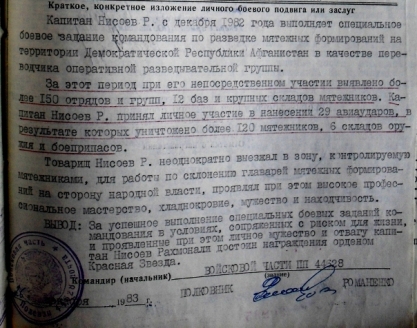 Краткое, конкретное изложение личного боевого подвига или заслуг
Капитан Нисоев Р. с декабря 1982 года выполняет специальное
боевое задание командования по разведке мятежных формирований на
территории Демократической Республики Афганистан в качестве пере-
водчика оперативной разведывательной группы.
За этот период при его непосредственном участии выявлено бо-
лее 150 отрядов и групп, 12 баз и крупных складов мятежников. Ка-
питан Нисоев Р. принял личное участие в нанесении 29 авиаударов, в
результате которых уничтожено более 120 мятежников, 6 складов ору
и боеприпасов.
Товарищ Нисоев Р. неоднократно выезжал в зону, контролируемую
мятежниками, для работы по склонению главарей мятежных формирован
на сторону народной власти, проявлял при этом высокое профес-
сиональное мастерство, хладнокровие, мужество и находчивость.
ВЫВОД: За успешное выполнение специальных боевых заданий ко-
мандования в условиях, сопряженных с риском для жизни,
и проявленные при этом личное мужество и отвагу капи-
тан Нисоев Рахмонали достоин награждения орденом
Красная Звезда.
ВОЙСКОВОЙ ЧАСТИ ПП 44528
Командир (начальник)
(звание)
ПОЛКОВНИК РОМАНЕНКО
1983 г.